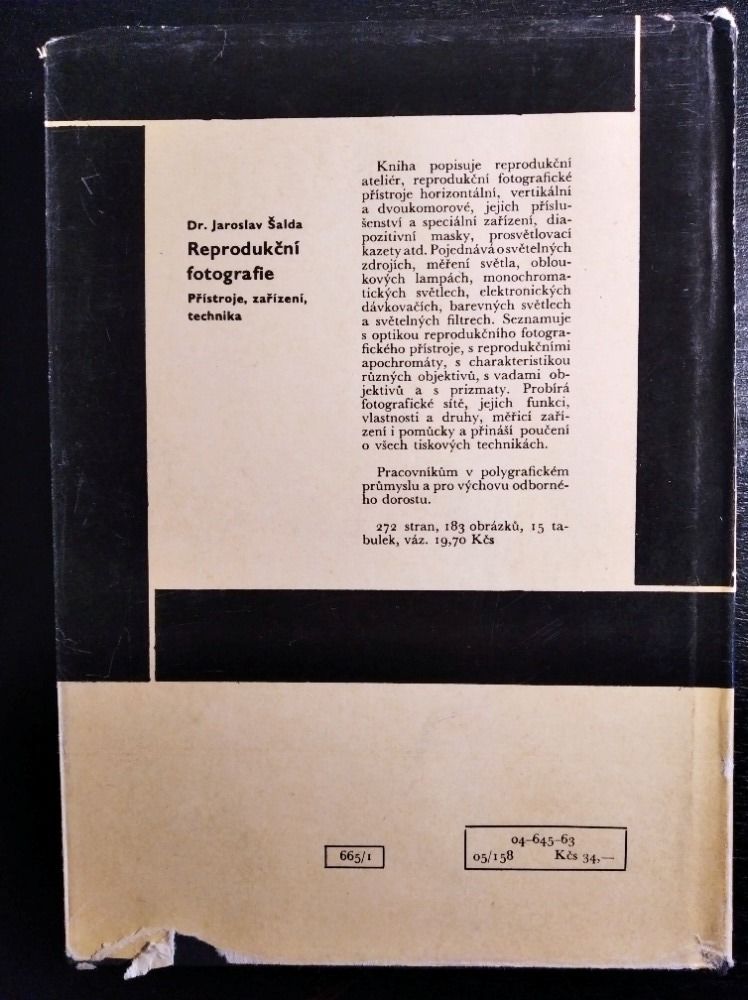 Dr. Jaroslav Šalda
Reprodukční
fotografie
Přístroje, zařízení,
technika
Kniha popisuje reprodukční
ateliér, reprodukční fotografické
přístroje horizontální, vertikální
a dvoukomorové, jejich příslu-
šenství a speciální zařízení, dia-
pozitivní masky, prosvětlovací
kazety atd. Pojednává o světelných
zdrojích, měření světla, oblou-
kových lampách, monochroma-
tických světlech, elektronických
dávkovačích, barevných světlech
a světelných filtrech. Seznamuje
s optikou reprodukčního fotogra-
fického přístroje, s reprodukčními
apochromáty, s charakteristikou
různých objektivů, s vadami ob-
jektivů a s prizmaty. Probírá
fotografické sítě, jejich funkci,
vlastnosti a druhy, měřicí zaří-
zení i pomůcky a přináší poučení
o všech tiskových technikách.
Pracovníkům v polygrafickém
průmyslu a pro výchovu odborné-
ho dorostu.
272 stran, 183 obrázků, 15 ta-
bulek, váz. 19,70 Kčs
665/1
04-645-63
05/158 Kčs 34,—